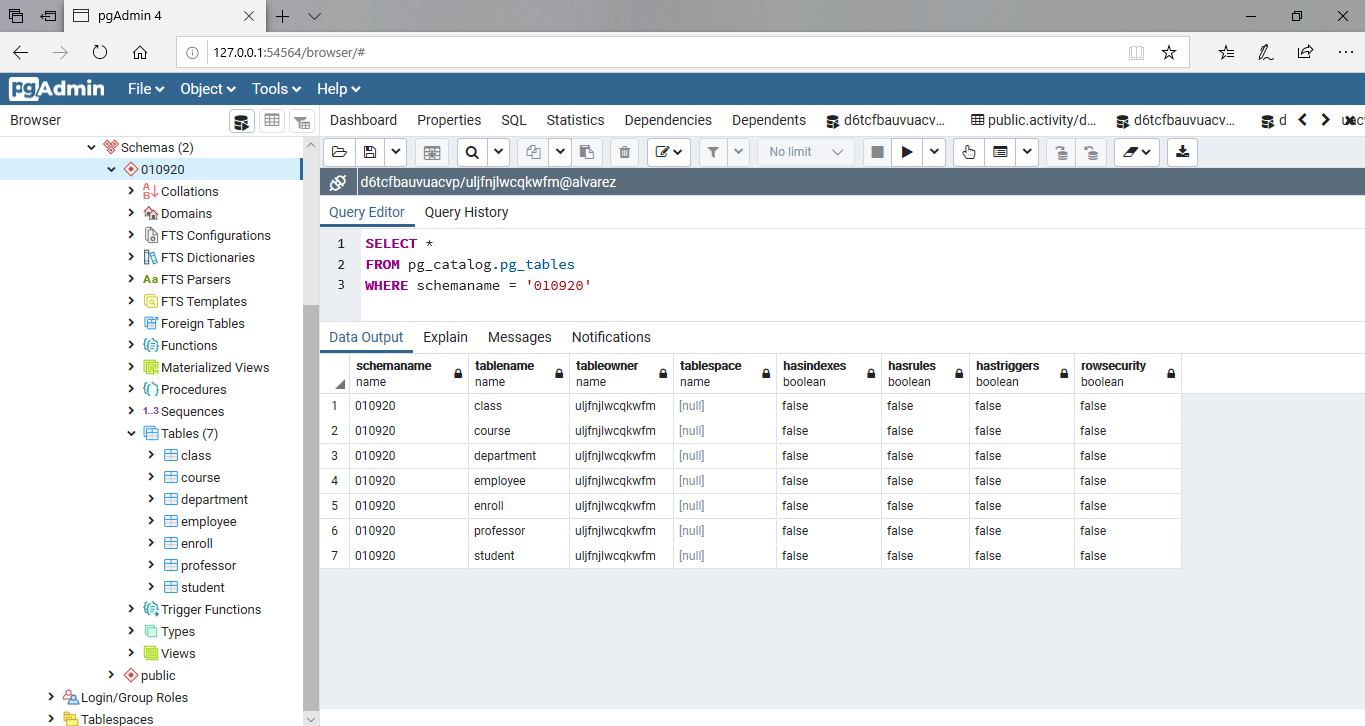 pgAdmin 4
127.0.0.1:54564/browser/#
pgAdmin File Object Tools Help
Browser
Dashboard Properties SQL Statistics Dependencies Dependents d6tcfbauvuacv... public.activity/d... d6tcfbauvuacv... d uacv
Schemas (2)
010920
Collations
Domains
FTS Configurations
FTS Dictionaries
Aa FTS Parsers
FTS Templates
Foreign Tables
Functions
Materialized Views
Procedures
1..3 Sequences
Tables (7)
class
course
department
employee
enroll
professor
student
Trigger Functions
Types
Views
public
Login/Group Roles
Tablespaces
No limit
d6tcfbauvuacvp/uljfnjlwcqkwfm@alvarez
Query Editor Query History
1 SELECT *
2 FROM pg_catalog.pg_tables
3 WHERE schemaname = '010920'
Data Output Explain Messages Notifications
schemaname tablename tableowner tablespace hasindexes hasrules hastriggers rowsecurity
name name name name boolean boolean boolean boolean
1 010920 class uljfnjlwcqkwfm [null] false false false false
2 010920 course uljfnjlwcqkwfm [null] false false false false
3 010920 department uljfnjlwcqkwfm [null] false false false false
4 010920 employee uljfnjlwcqkwfm [null] false false false false
5 010920 enroll uljfnjlwcqkwfm [null] false false false false
6 010920 professor uljfnjlwcqkwfm [null] false false false false
7 010920 student uljfnjlwcqkwfm [null] false false false false